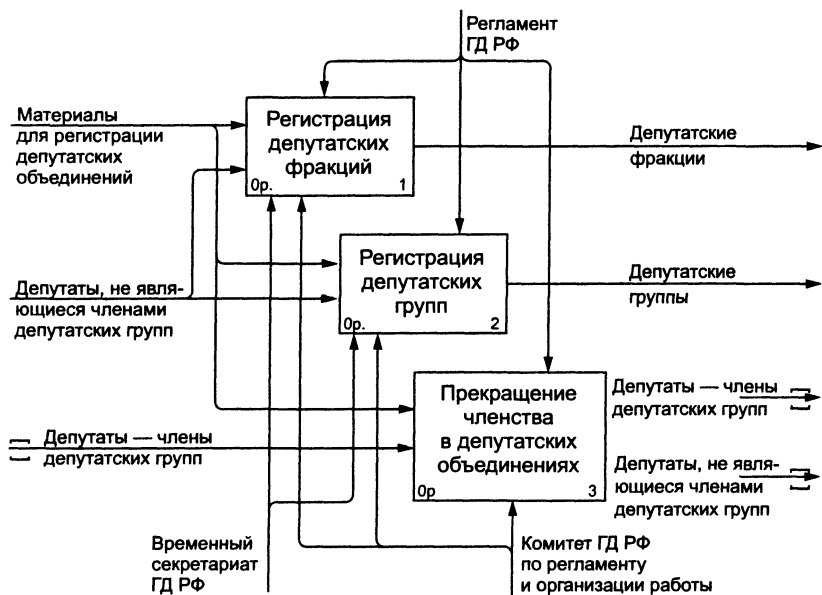 Регламент
ГД РФ
Материалы
для регистрации
депутатских
объединений
Регистрация
депутатских
фракций
0р. 1
Депутатские
фракции
Депутаты, не явля-
ющиеся членами
депутатских групп
Регистрация
депутатских
групп
0р. 2
Депутатские
группы
Прекращение
членства
в депутатских
объединениях
0р 3
Депутаты — члены
депутатских групп
Депутаты — члены
депутатских групп
Депутаты, не явля-
ющиеся членами
депутатских групп
Временный
секретариат
ГД РФ
Комитет ГД РФ
по регламенту
и организации работы